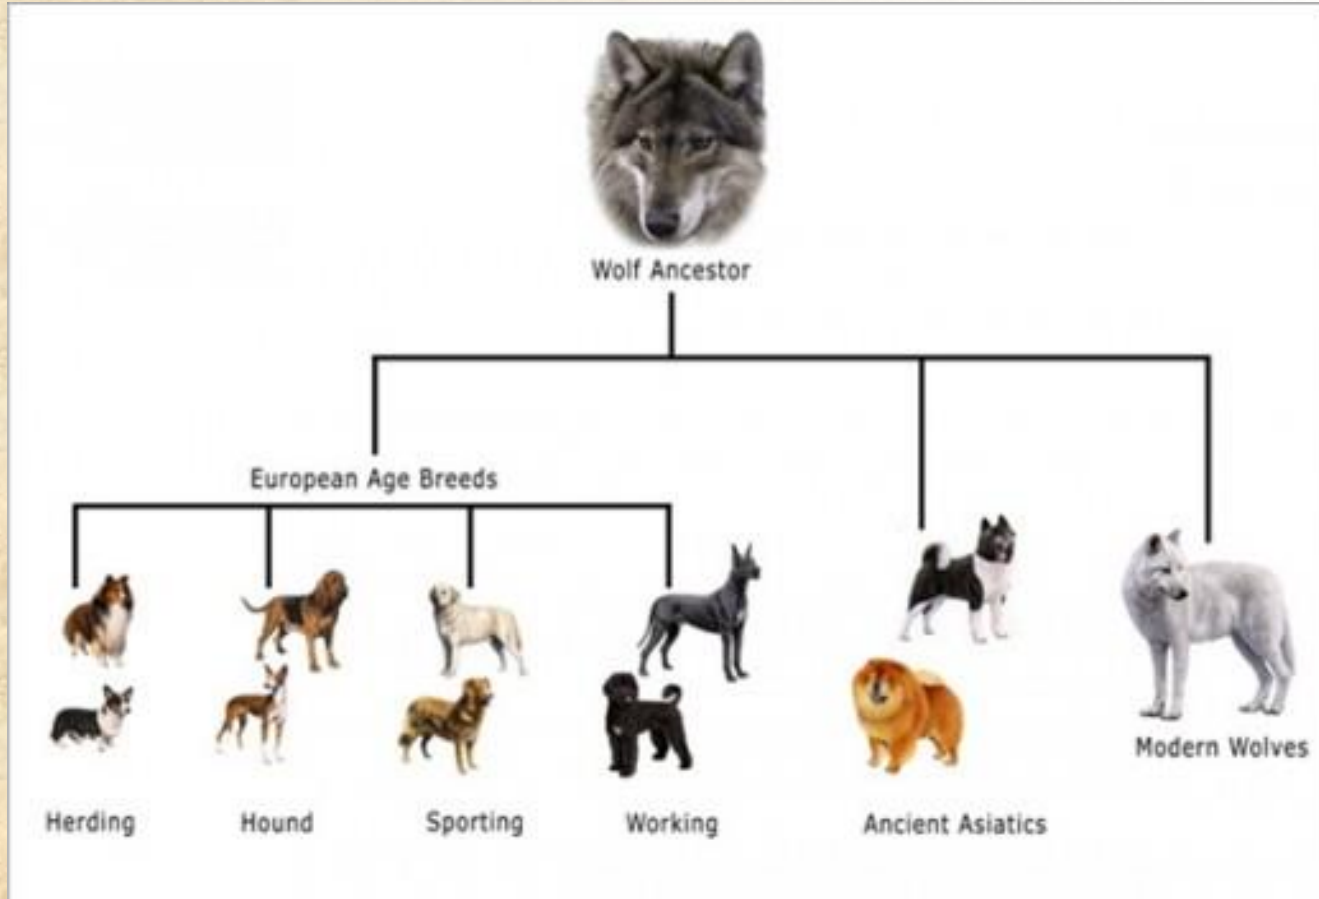 Wolf Ancestor
European Age Breeds
Modern Wolves
Herding
Hound
Sporting
Working
Ancient Asiatics